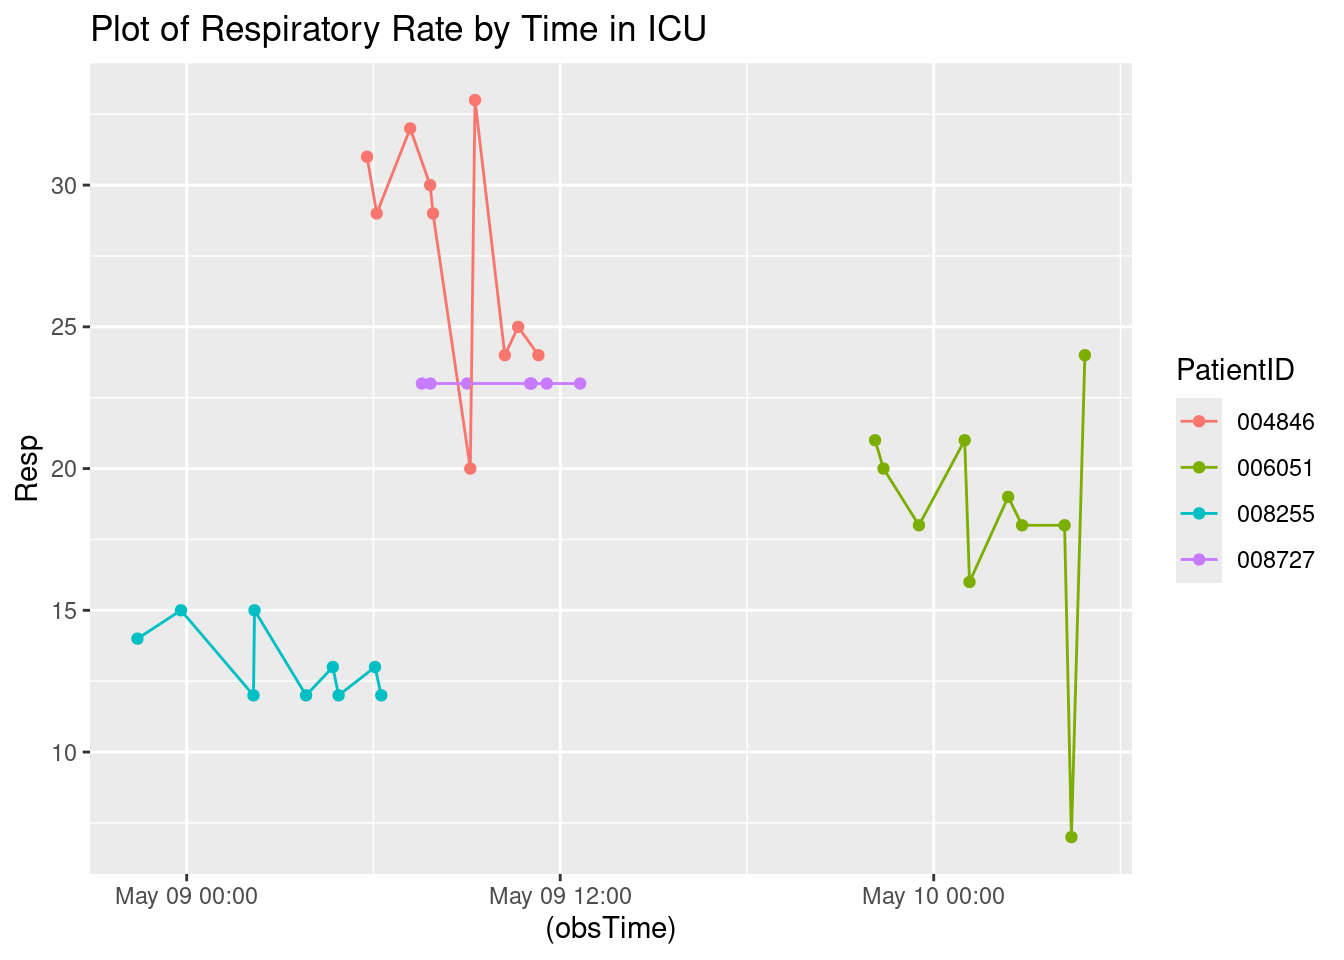 Plot of Respiratory Rate by Time in ICU
Resp
30
25
20
15
10
May 09 00:00
May 09 12:00
May 10 00:00
(obsTime)
PatientID
004846
006051
008255
008727